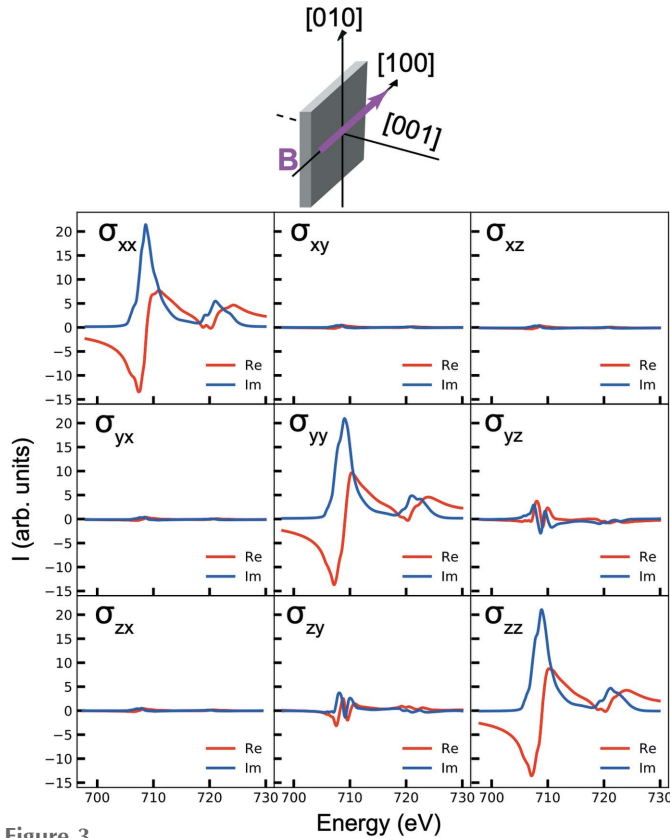 [010]
[100]
[001]
B
σxx
σxy
σxz
20
15
10
5
0
−5
−10
−15
Re
Im
Re
Im
Re
Im
σyx
σyy
σyz
20
15
10
5
0
−5
−10
−15
Re
Im
Re
Im
Re
Im
σzx
σzy
σzz
20
15
10
5
0
−5
−10
−15
Re
Im
Re
Im
Re
Im
700 710 720 730 700 710 720 730 700 710 720 730
I (arb. units)
Energy (eV)
Figure 3